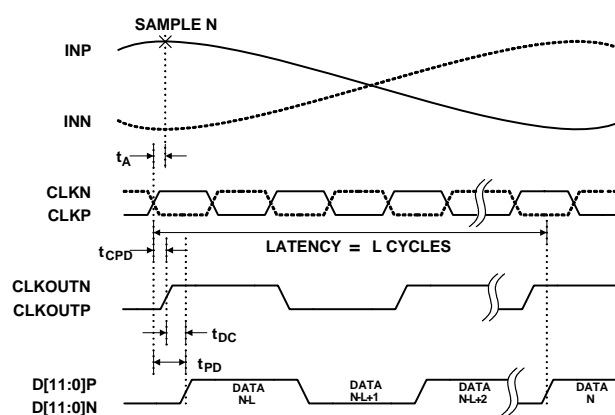 SAMPLE N
INP
INN
tA
CLKN
CLKP
LATENCY = L CYCLES
tCPD
CLKOUTN
CLKOUTP
tDC
tPD
D[11:0]P
D[11:0]N
DATA
N-L
DATA
N-L+1
DATA
N-L+2
DATA
N